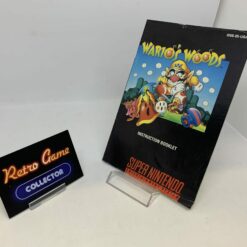 WARIO'S WOODS
INSTRUCTION BOOKLET
SUPER NINTENDO
Retro Game
COLLECTOR